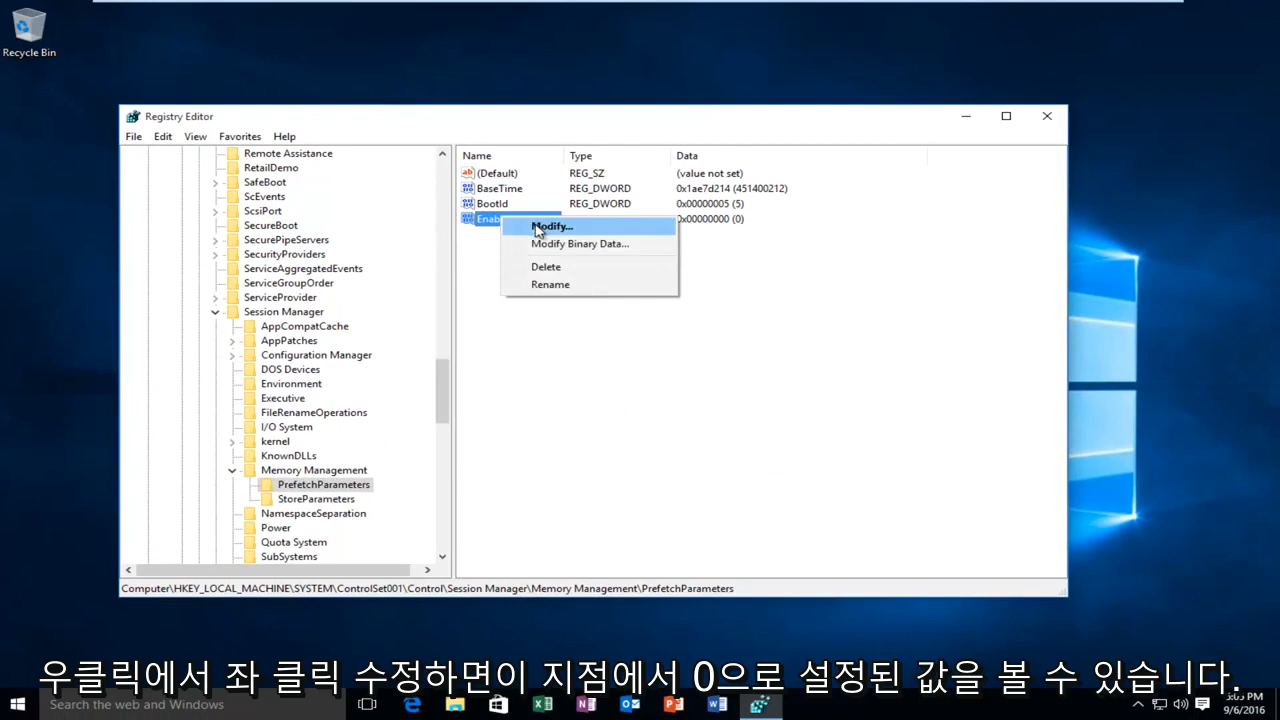 Recycle Bin
Registry Editor
File Edit View Favorites Help
Remote Assistance
RetailDemo
SafeBoot
ScEvents
ScsiPort
SecureBoot
SecurePipeServers
SecurityProviders
ServiceAggregatedEvents
ServiceGroupOrder
ServiceProvider
Session Manager
AppCompatCache
AppPatches
Configuration Manager
DOS Devices
Environment
Executive
FileRenameOperations
I/O System
kernel
KnownDLLs
Memory Management
PrefetchParameters
StoreParameters
NamespaceSeparation
Power
Quota System
SubSystems
Name Type Data
(Default) REG_SZ (value not set)
BaseTime REG_DWORD 0x1ae7d214 (451400212)
BootId REG_DWORD 0x00000005 (5)
Enab 0x00000000 (0)
Modify...
Modify Binary Data...
Delete
Rename
Computer\HKEY_LOCAL_MACHINE\SYSTEM\ControlSet001\Control\Session Manager\Memory Management\PrefetchParameters
우클릭에서 좌 클릭 수정하면이 지점에서 0으로 설정된 값을 볼 수 있습니다.
Search the web and Windows
PM
9/6/2016